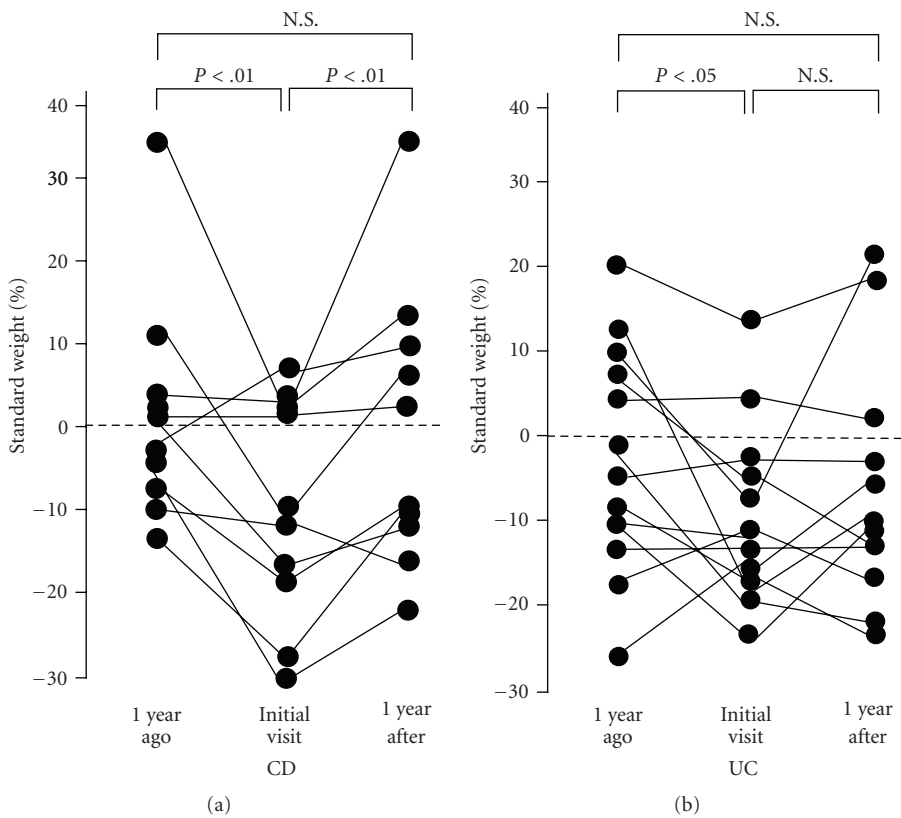 N.S.
P < .01
P < .01
40
30
20
10
0
−10
−20
−30
Standard weight (%)
1 year
ago
Initial
visit
1 year
after
CD
(a)
N.S.
P < .05
N.S.
40
30
20
10
0
−10
−20
−30
Standard weight (%)
1 year
ago
Initial
visit
1 year
after
UC
(b)